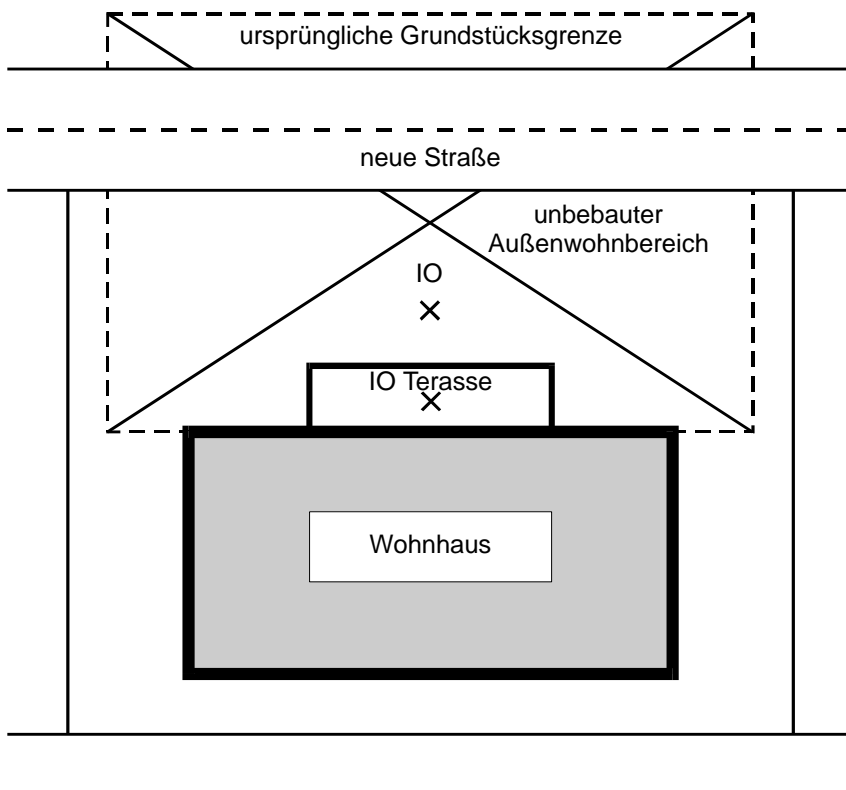 ursprüngliche Grundstücksgrenze
neue Straße
unbebauter
Außenwohnbereich
IO
IO Terasse
Wohnhaus